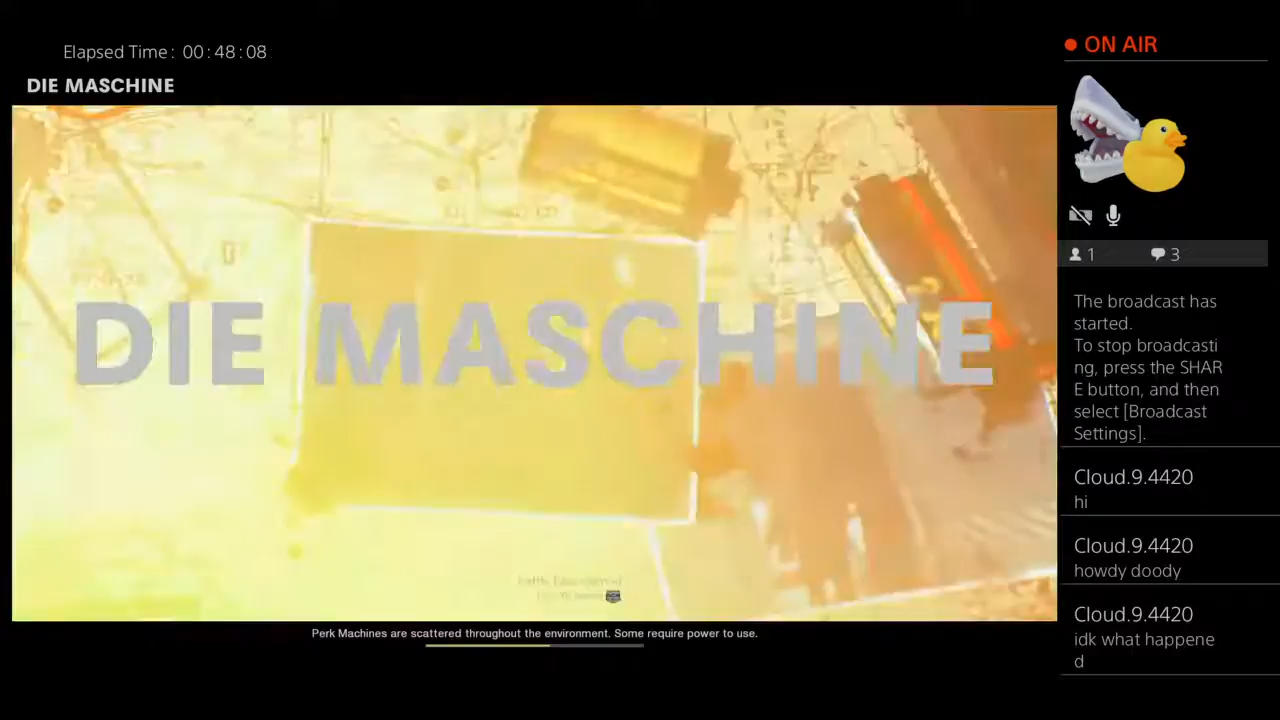 Elapsed Time: 00:48:08
DIE MASCHINE
DIE MASCHINE
Perk Machines are scattered throughout the environment. Some require power to use.
ON AIR
1
3
The broadcast has
started.
To stop broadcasti
ng, press the SHAR
E button, and then
select [Broadcast
Settings].
Cloud.9.4420
hi
Cloud.9.4420
howdy doody
Cloud.9.4420
idk what happene
d